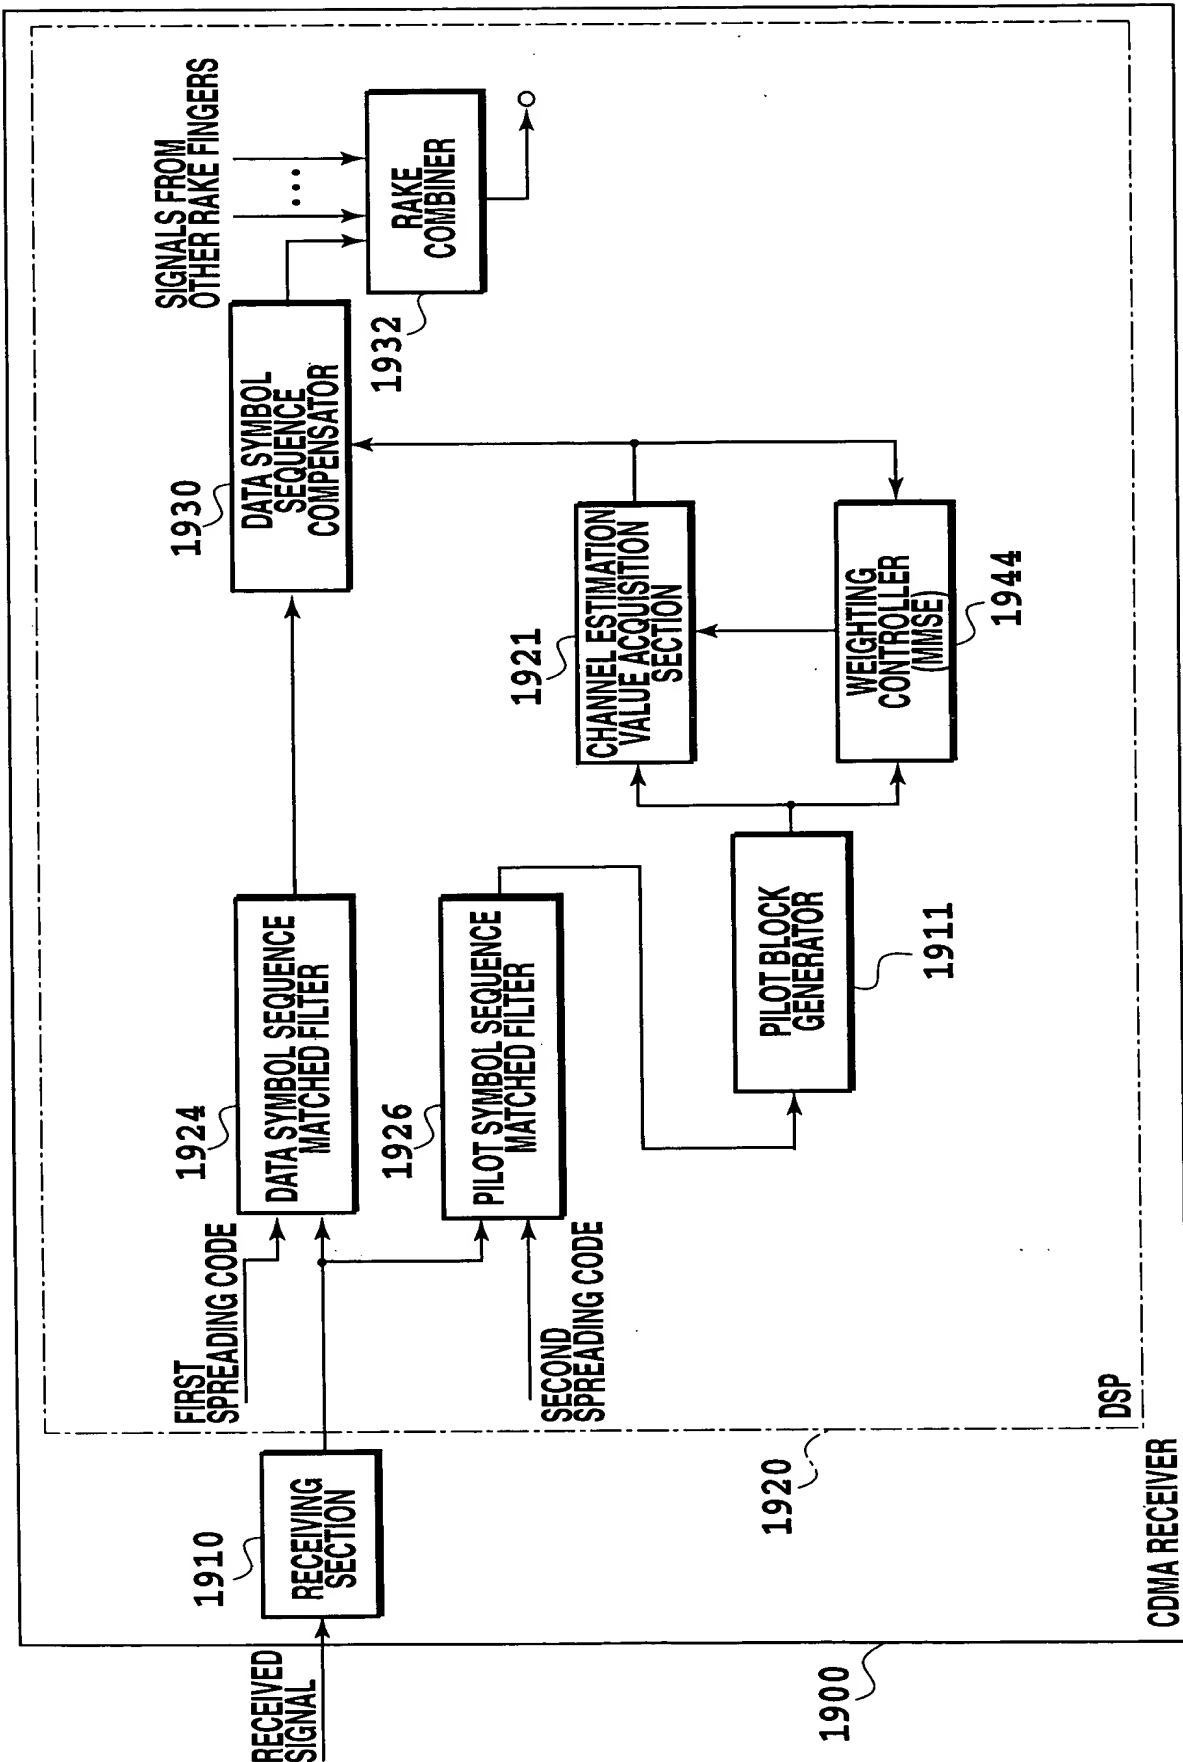 RECEIVED
SIGNAL
1910
RECEIVING
SECTION
FIRST
SPREADING CODE
SECOND
SPREADING CODE
1924
DATA SYMBOL SEQUENCE
MATCHED FILTER
1926
PILOT SYMBOL SEQUENCE
MATCHED FILTER
1911
PILOT BLOCK
GENERATOR
1921
CHANNEL ESTIMATION
VALUE ACQUISITION
SECTION
WEIGHTING
CONTROLLER
(MMSE)
1944
1930
DATA SYMBOL
SEQUENCE
COMPENSATOR
SIGNALS FROM
OTHER RAKE FINGERS
...
RAKE
COMBINER
1932
1920
DSP
1900
CDMA RECEIVER